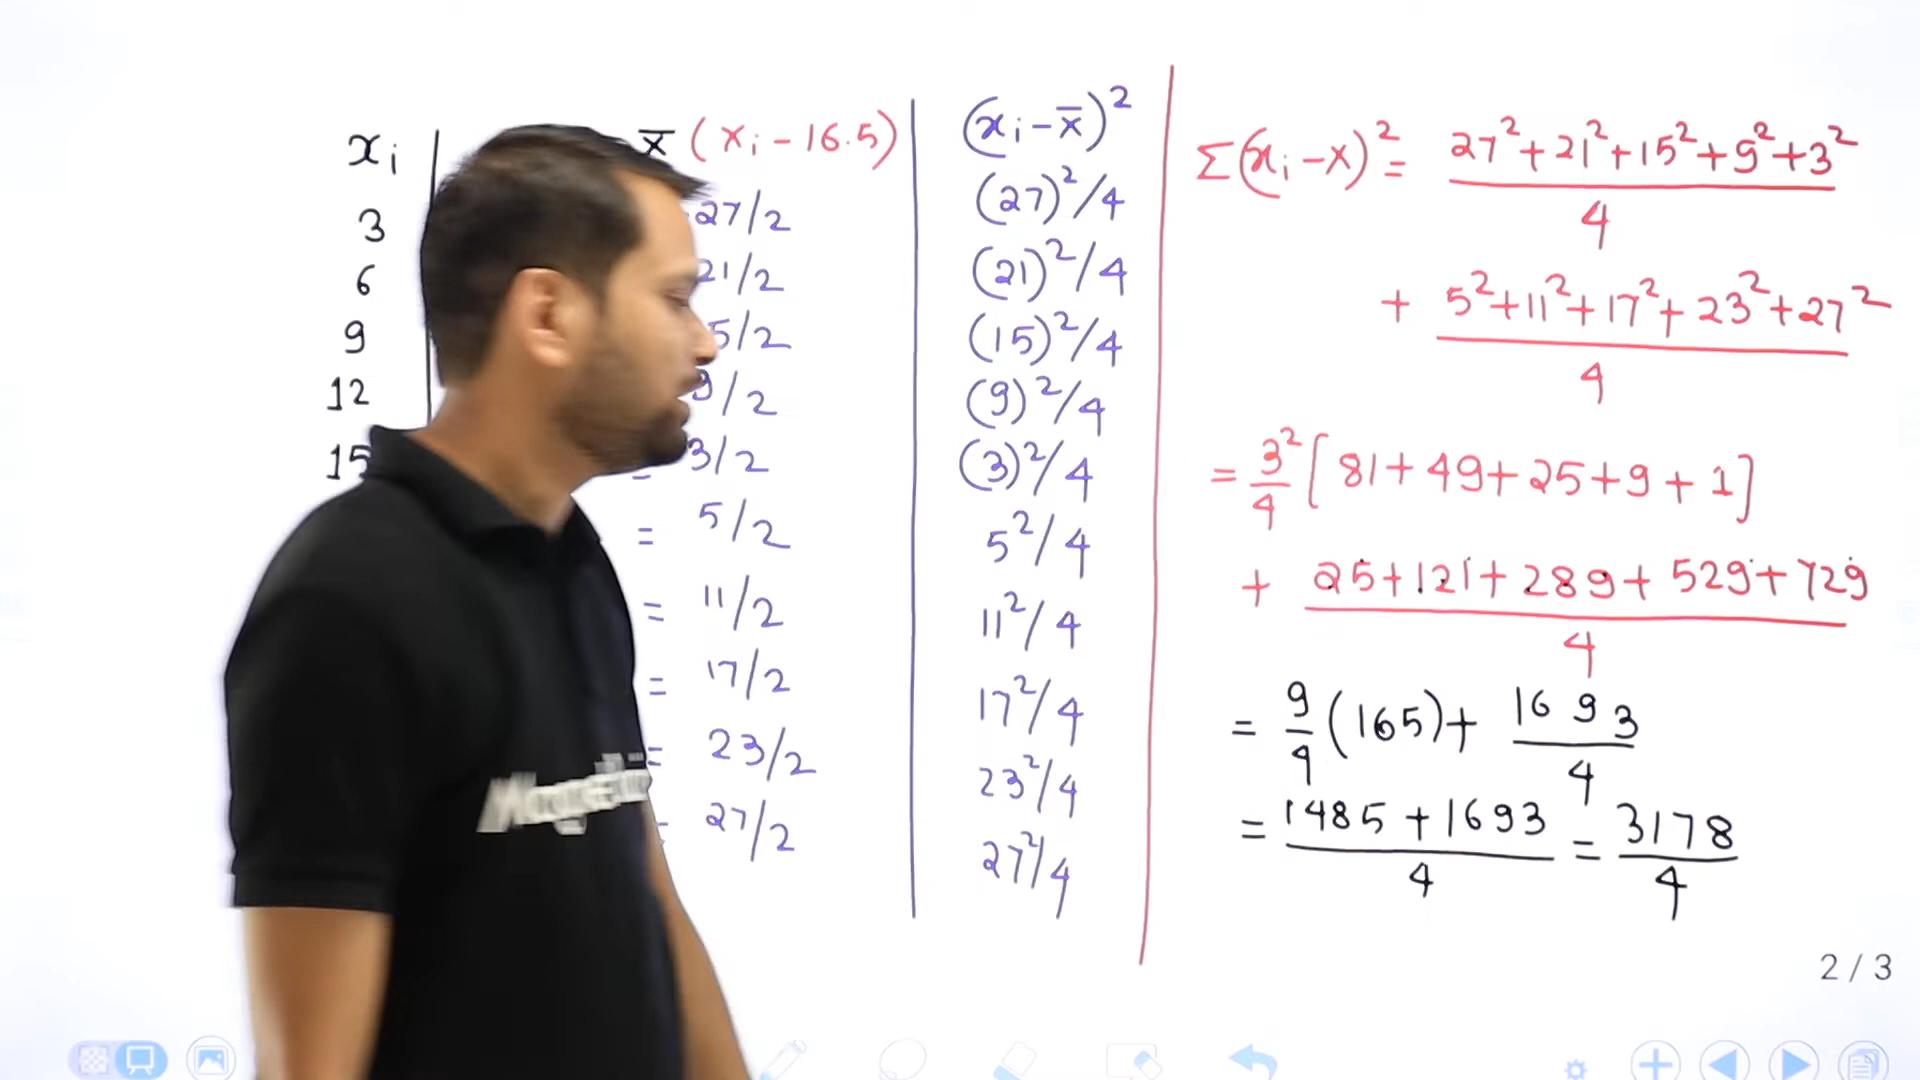 xᵢ
x̄ (xᵢ - 16.5)
(xᵢ - x̄)²
3
27/2
(27)²/4
6
21/2
(21)²/4
9
5/2
(15)²/4
12
9/2
(9)²/4
15
- 3/2
(3)²/4
= 5/2
5²/4
= 11/2
11²/4
= 17/2
17²/4
= 23/2
23²/4
= 27/2
27²/4
Σ(xᵢ - x)² = (27² + 21² + 15² + 9² + 3²)/4
+ (5² + 11² + 17² + 23² + 27²)/4
= 3²/4 [81 + 49 + 25 + 9 + 1]
+ (25 + 121 + 289 + 529 + 729)/4
= 9/4 (165) + 1693/4
= (1485 + 1693)/4 = 3178/4
2 / 3